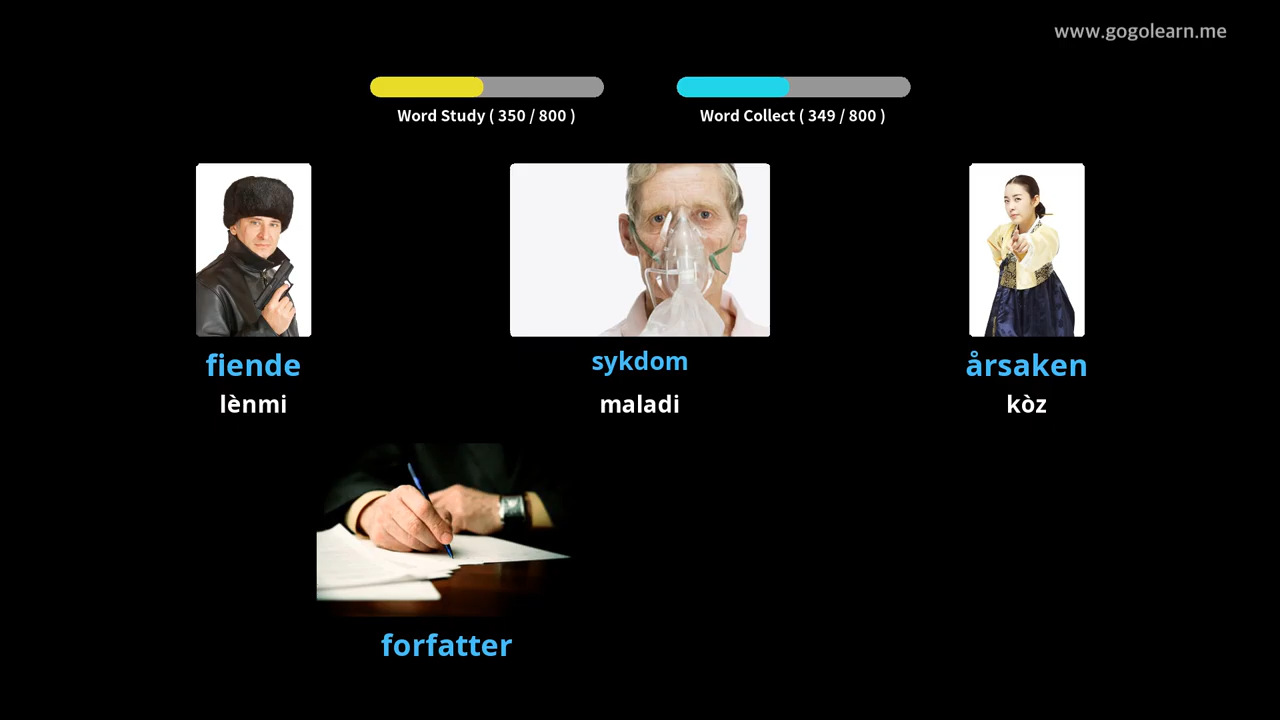 www.gogolearn.me
Word Study ( 350 / 800 )
Word Collect ( 349 / 800 )
fiende
lènmi
sykdom
maladi
årsaken
kòz
forfatter